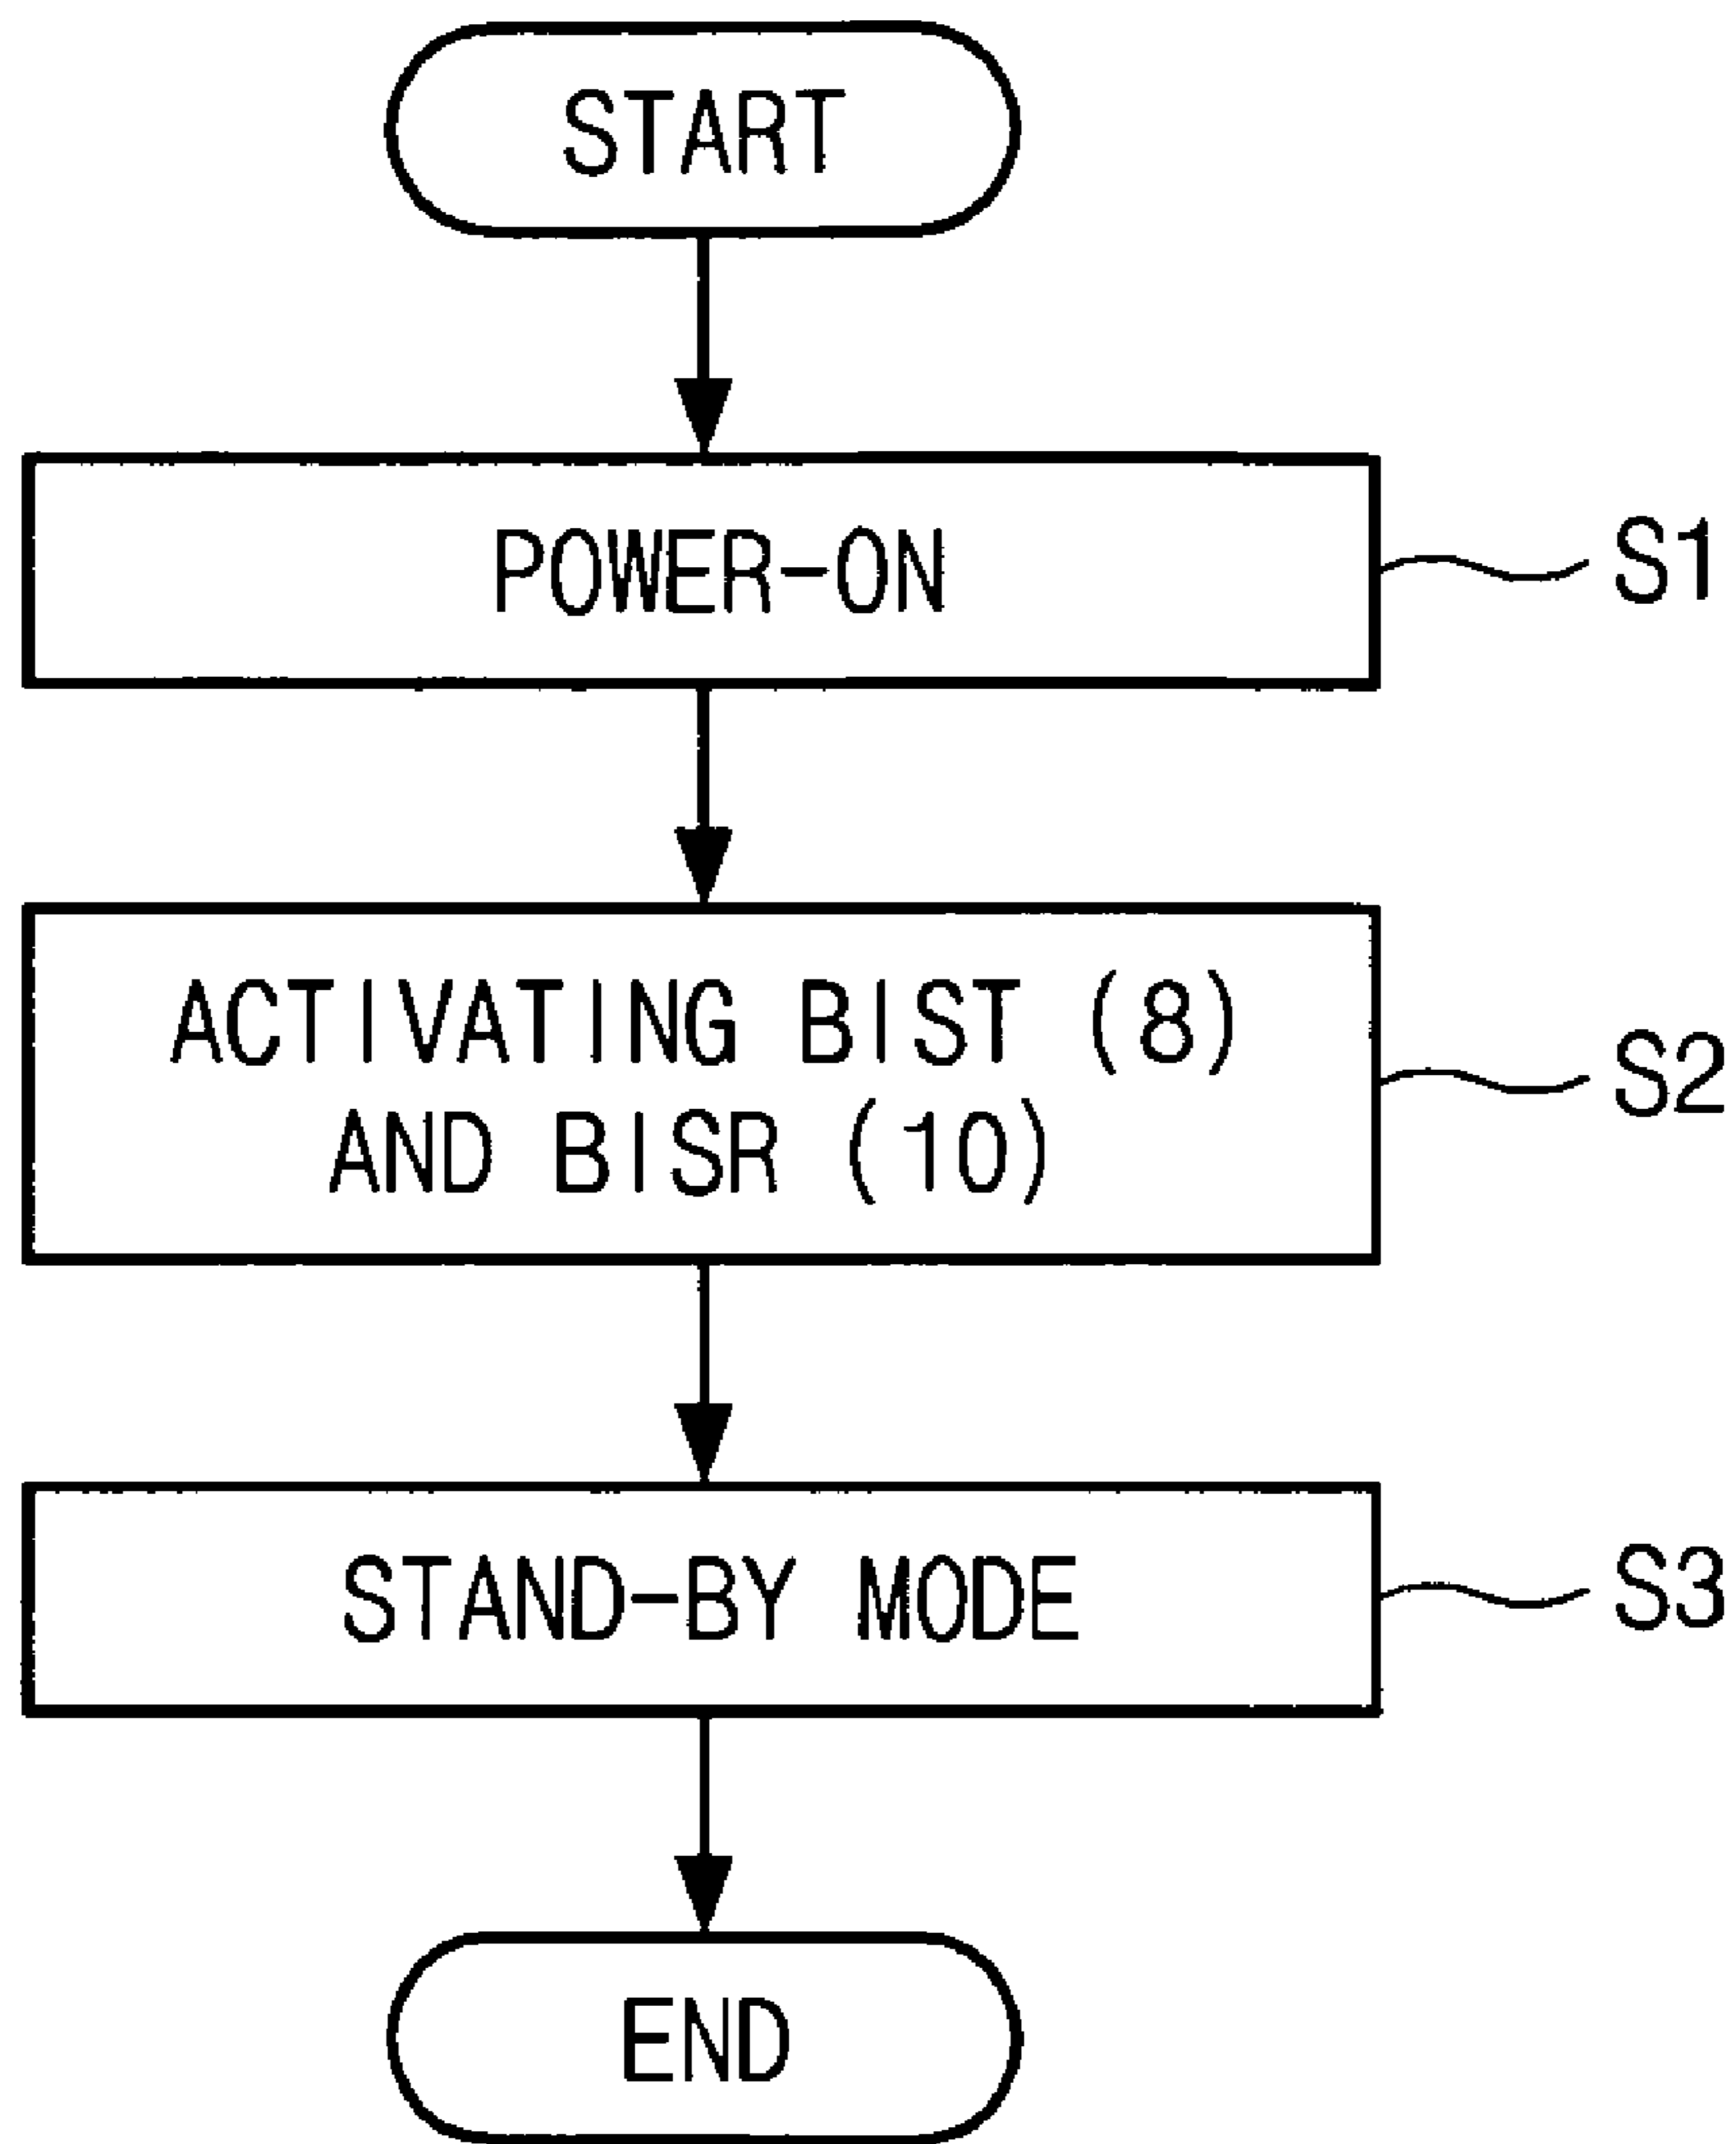 START
POWER-ON
S1
ACTIVATING BIST (8)
AND BISR (10)
S2
STAND-BY MODE
S3
END